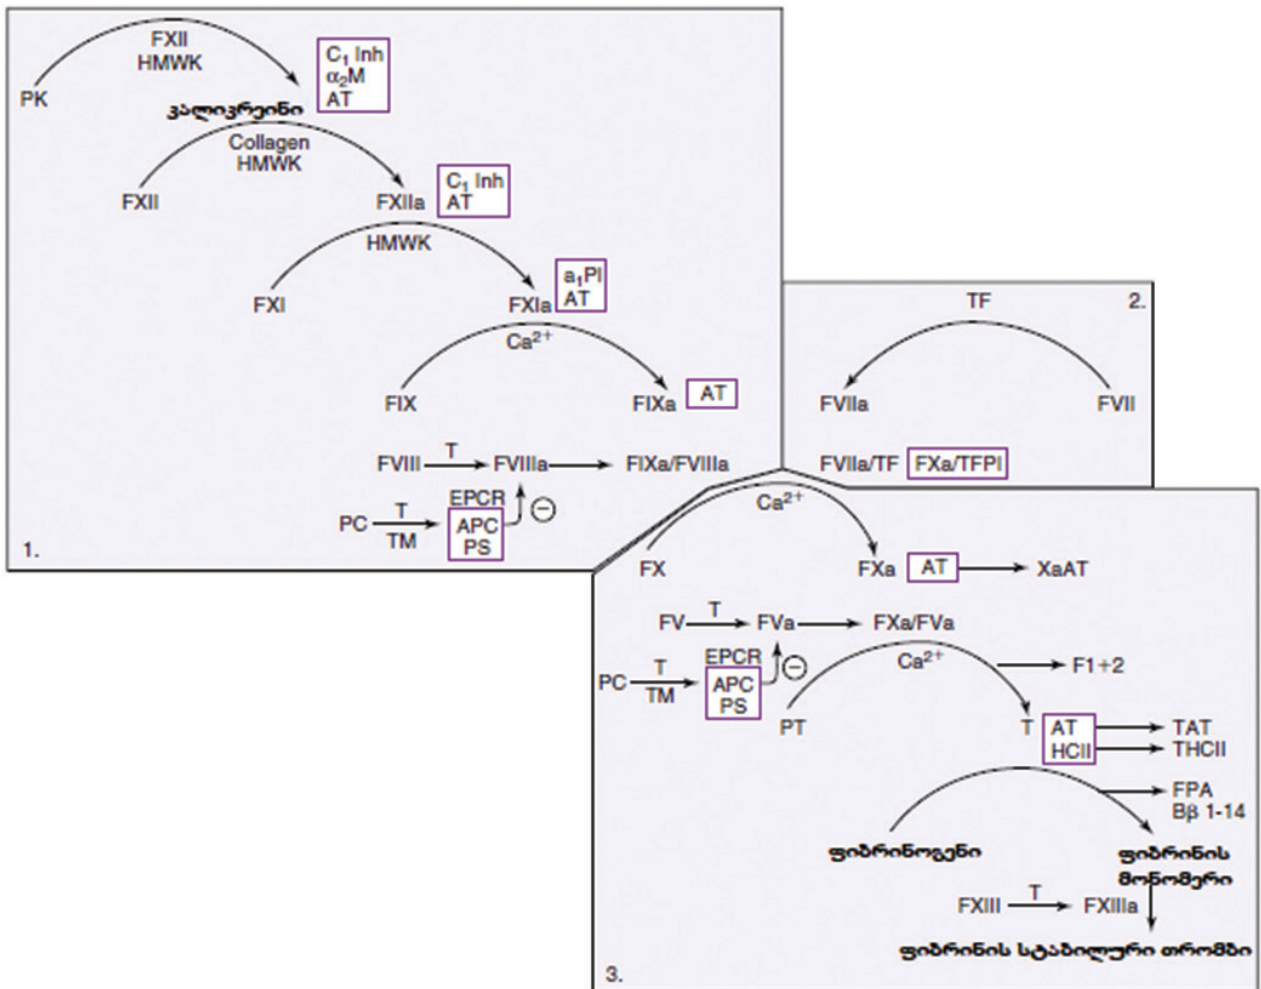 FXII
HMWK
PK
C₁ Inh
α₂M
AT
კალიკრეინი
Collagen
HMWK
FXII
FXIIa
C₁ Inh
AT
HMWK
FXI
FXIa
a₁PI
AT
Ca²⁺
FIX
FIXa
AT
FVIII
T
FVIIIa
FIXa/FVIIIa
PC
T
TM
EPCR
APC
PS
−
1.
TF
2.
FVIIa
FVII
FVIIa/TF
FXa/TFPI
Ca²⁺
FX
FXa
AT
XaAT
FV
T
FVa
FXa/FVa
PC
T
TM
EPCR
APC
PS
−
Ca²⁺
F1+2
PT
T
AT
HCII
TAT
THCII
FPA
Bβ 1-14
ფიბრინოგენი
ფიბრინის
მონომერი
FXIII
T
FXIIIa
ფიბრინის სტაბილური თრომბი
3.